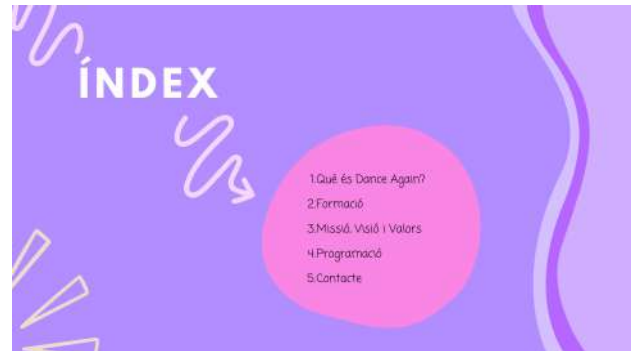 ÍNDEX
1.Què és Dance Again?
2.Formació
3.Missió, Visió i Valors
4.Programació
5.Contacte